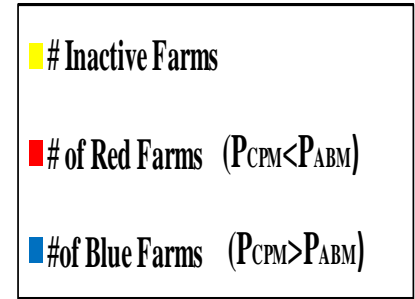 # Inactive Farms
# of Red Farms (PCPM<PABM)
#of Blue Farms (PCPM>PABM)